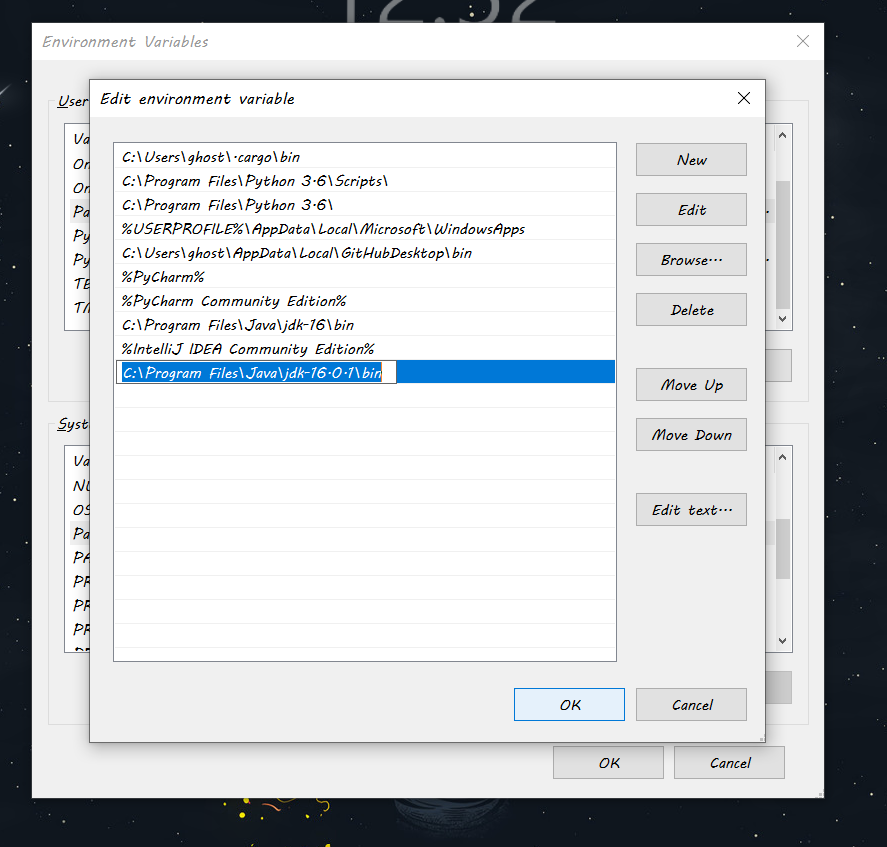 12:32
Environment Variables
Edit environment variable
User
C:\Users\ghost\.cargo\bin
New
Va
C:\Program Files\Python 3.6\Scripts\
On
C:\Program Files\Python 3.6\
Edit
On
%USERPROFILE%\AppData\Local\Microsoft\WindowsApps
Pa
C:\Users\ghost\AppData\Local\GitHubDesktop\bin
Browse...
Py
%PyCharm%
Py
%PyCharm Community Edition%
Delete
TE
C:\Program Files\Java\jdk-16\bin
TM
%IntelliJ IDEA Community Edition%
C:\Program Files\Java\jdk-16.0.1\bin
Move Up
Syst
Move Down
Va
NU
OS
Edit text...
Pa
PA
PR
PR
PR
OK
Cancel
OK
Cancel